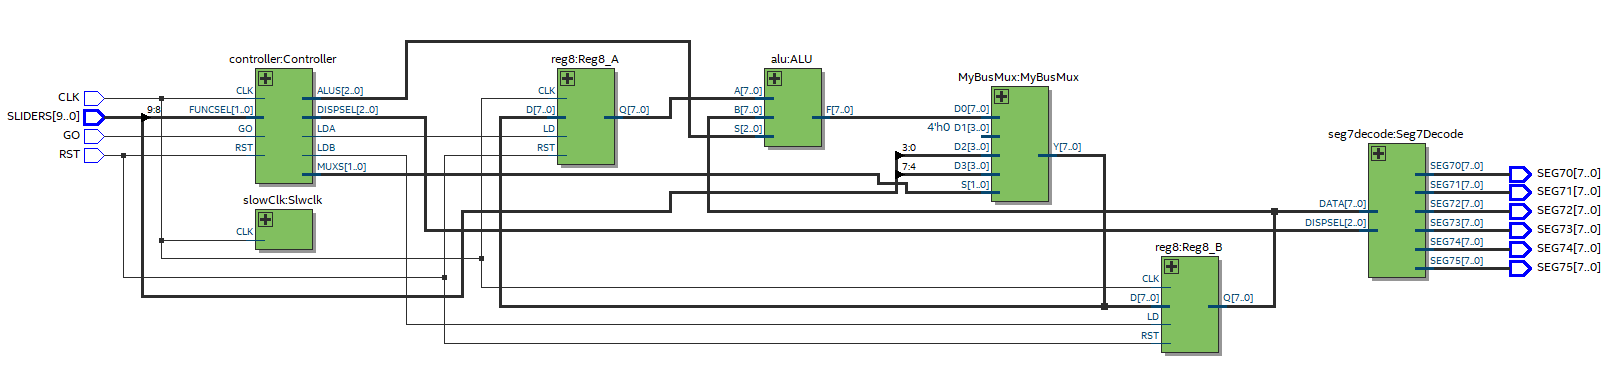 CLK
SLIDERS[9..0]
GO
RST
9:8
controller:Controller
CLK
FUNCSEL[1..0]
GO
RST
ALUS[2..0]
DISPSEL[2..0]
LDA
LDB
MUXS[1..0]
slowClk:Slwclk
CLK
reg8:Reg8_A
CLK
D[7..0]
LD
RST
Q[7..0]
alu:ALU
A[7..0]
B[7..0]
S[2..0]
F[7..0]
3:0
7:4
MyBusMux:MyBusMux
D0[7..0]
4'h0 D1[3..0]
D2[3..0]
D3[3..0]
S[1..0]
Y[7..0]
reg8:Reg8_B
CLK
D[7..0]
LD
RST
Q[7..0]
seg7decode:Seg7Decode
DATA[7..0]
DISPSEL[2..0]
SEG70[7..0]
SEG71[7..0]
SEG72[7..0]
SEG73[7..0]
SEG74[7..0]
SEG75[7..0]
SEG70[7..0]
SEG71[7..0]
SEG72[7..0]
SEG73[7..0]
SEG74[7..0]
SEG75[7..0]